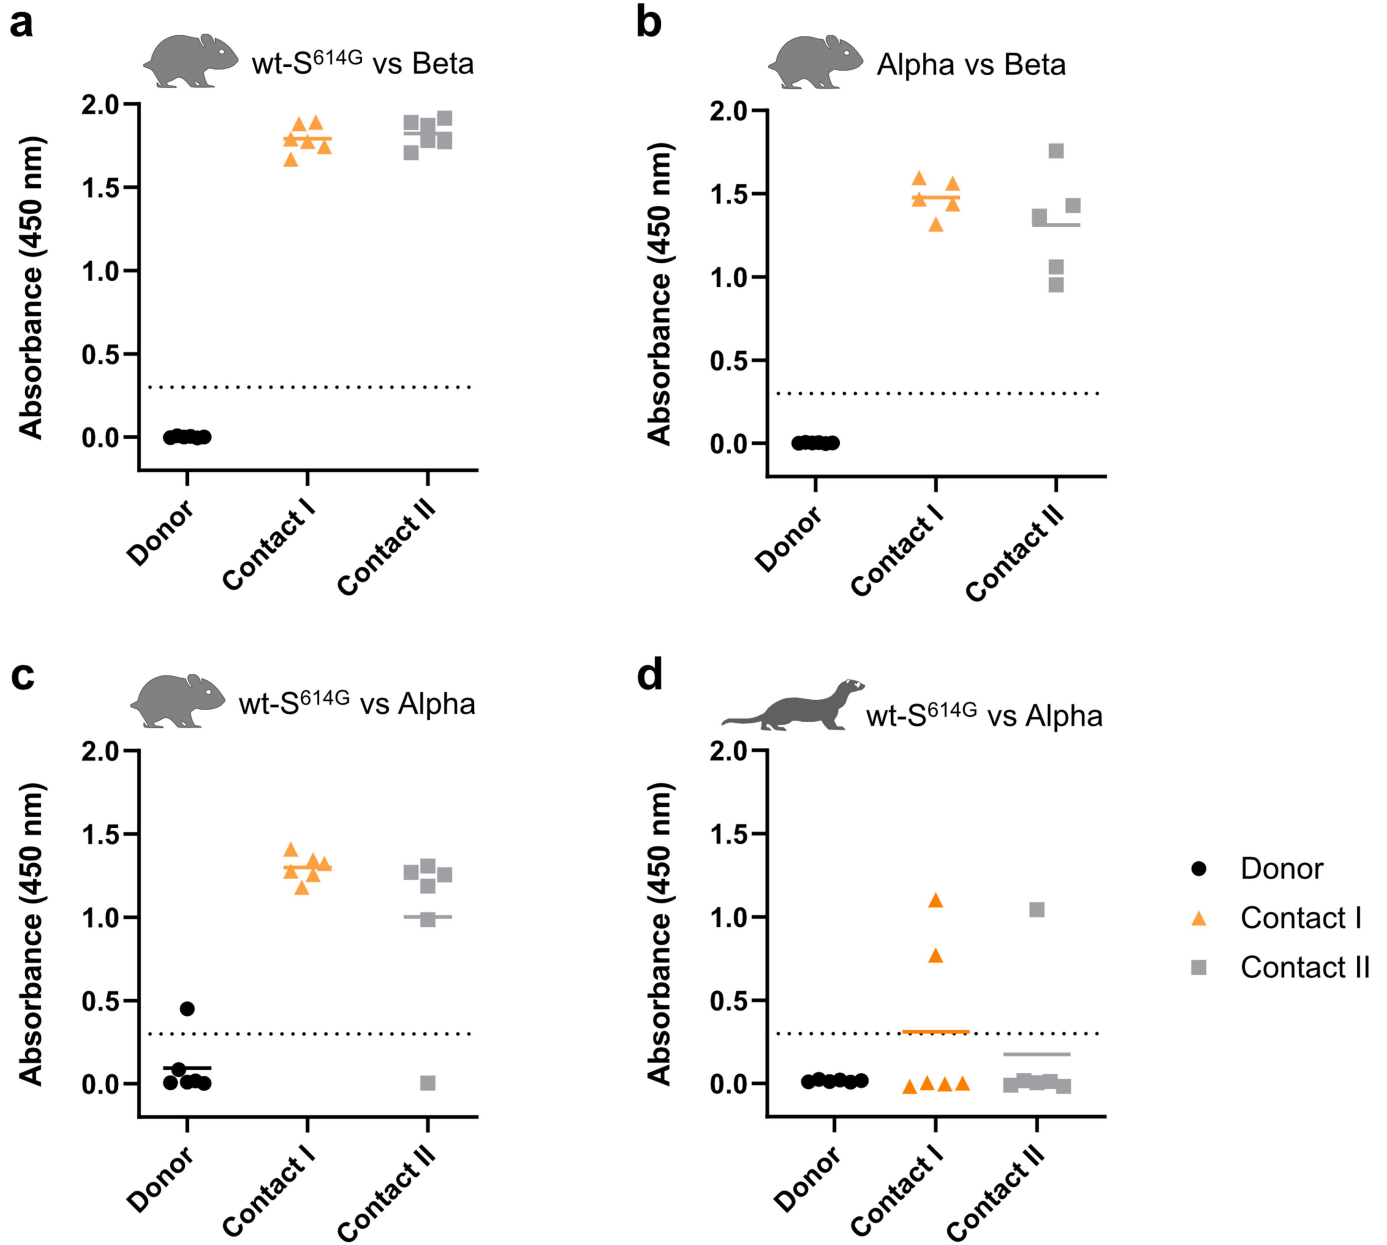 a
wt-S614G vs Beta
Absorbance (450 nm)
2.0
1.5
1.0
0.5
0.0
Donor
Contact I
Contact II
b
Alpha vs Beta
Absorbance (450 nm)
2.0
1.5
1.0
0.5
0.0
Donor
Contact I
Contact II
c
wt-S614G vs Alpha
Absorbance (450 nm)
2.0
1.5
1.0
0.5
0.0
Donor
Contact I
Contact II
d
wt-S614G vs Alpha
Absorbance (450 nm)
2.0
1.5
1.0
0.5
0.0
Donor
Contact I
Contact II
Donor
Contact I
Contact II